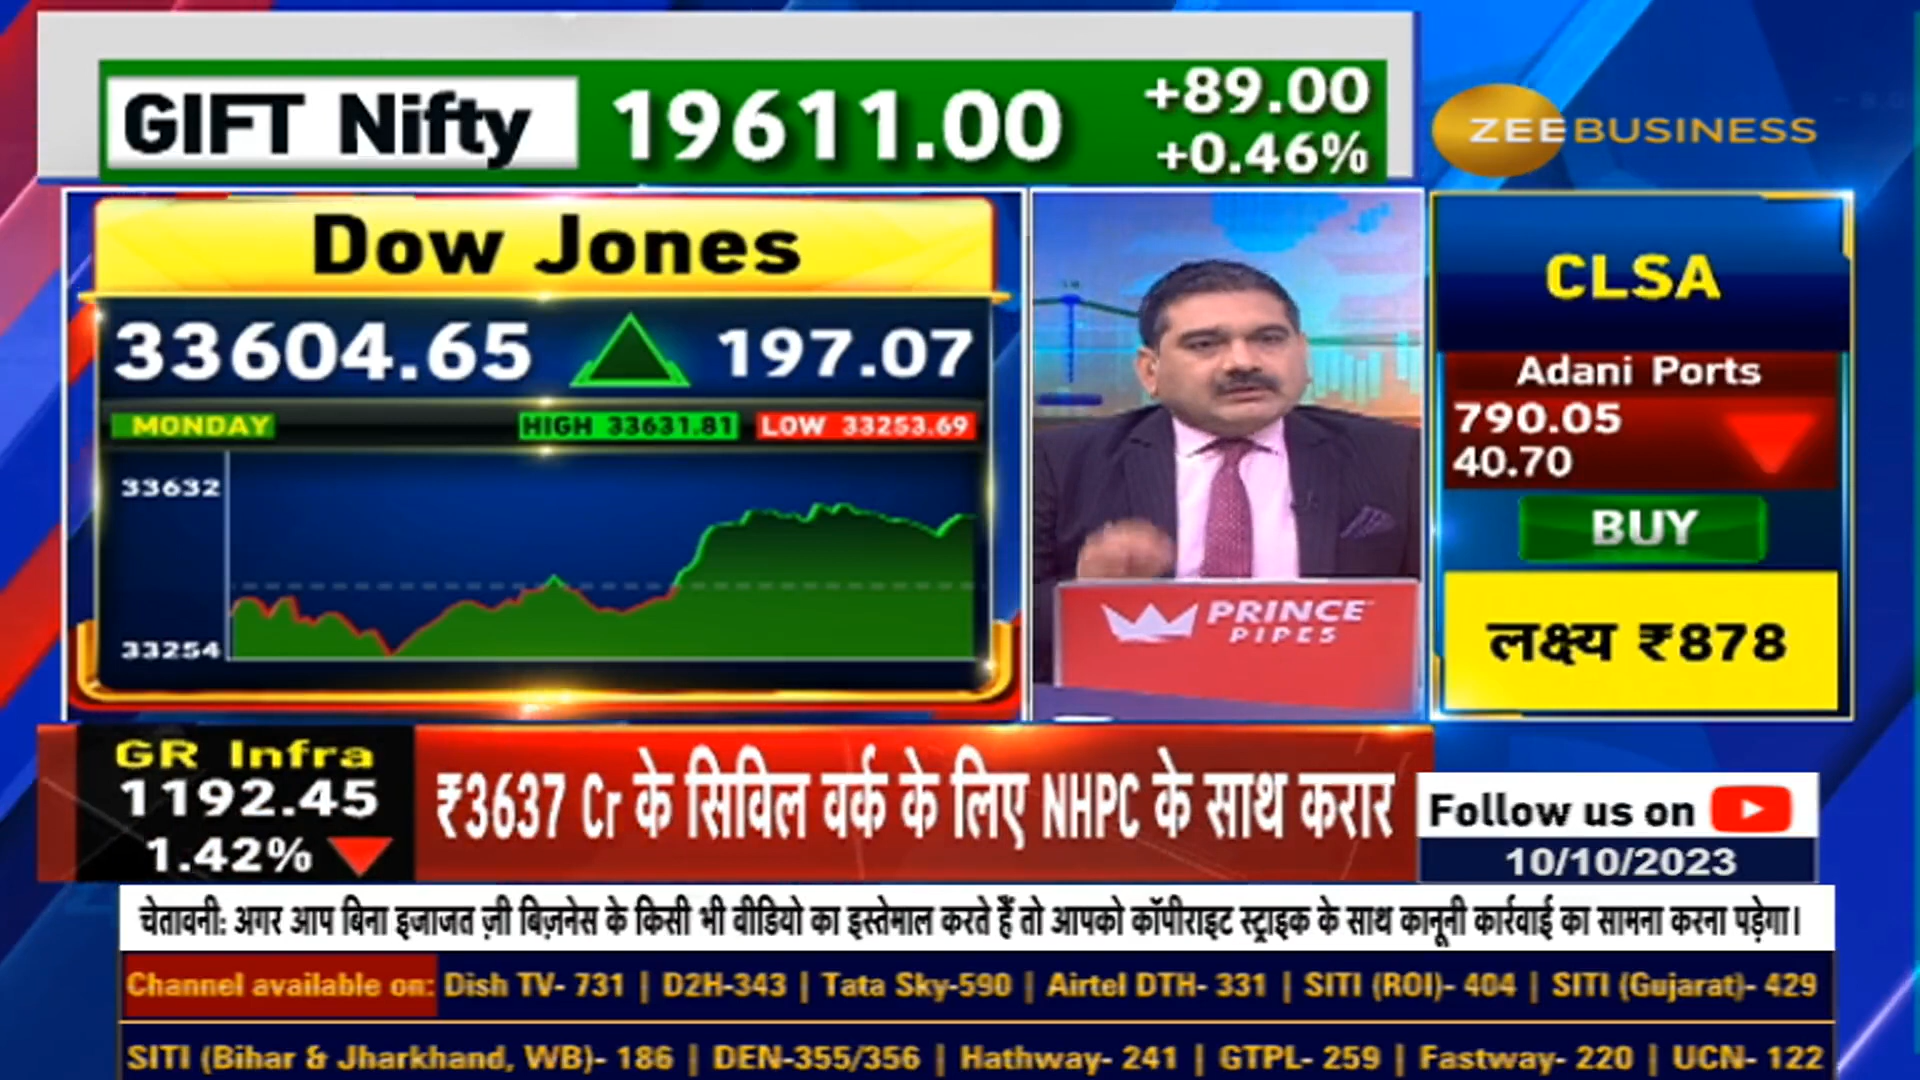 GIFT Nifty 19611.00 +89.00
+0.46%
ZEEBUSINESS
Dow Jones
33604.65 197.07
MONDAY HIGH 33631.81 LOW 33253.69
33632
33254
PRINCE
PIPES
CLSA
Adani Ports
790.05
40.70
BUY
लक्ष्य ₹878
GR Infra
1192.45
1.42%
₹3637 Cr के सिविल वर्क के लिए NHPC के साथ करार
Follow us on
10/10/2023
चेतावनी: अगर आप बिना इजाजत ज़ी बिज़नेस के किसी भी वीडियो का इस्तेमाल करते हैं तो आपको कॉपीराइट स्ट्राइक के साथ कानूनी कार्रवाई का सामना करना पड़ेगा।
Channel available on: Dish TV- 731 | D2H-343 | Tata Sky-590 | Airtel DTH- 331 | SITI (ROI)- 404 | SITI (Gujarat)- 429
SITI (Bihar & Jharkhand, WB)- 186 | DEN-355/356 | Hathway- 241 | GTPL- 259 | Fastway- 220 | UCN- 122